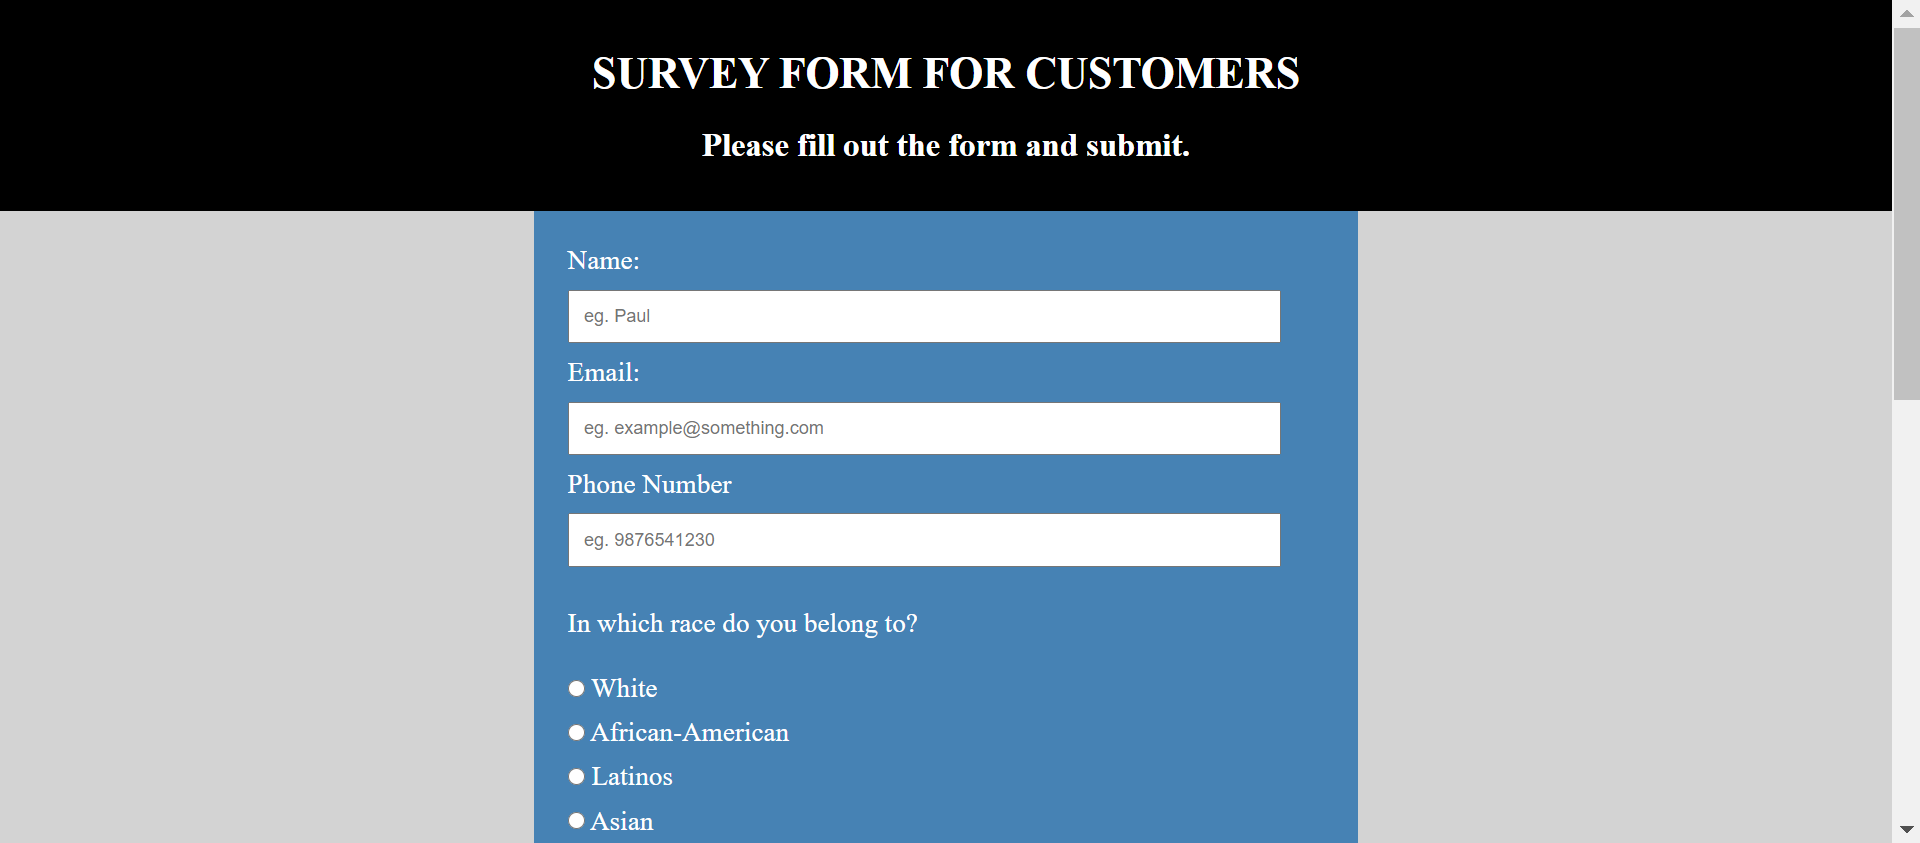 SURVEY FORM FOR CUSTOMERS
Please fill out the form and submit.
Name:
eg. Paul
Email:
eg. example@something.com
Phone Number
eg. 9876541230
In which race do you belong to?
White
African-American
Latinos
Asian